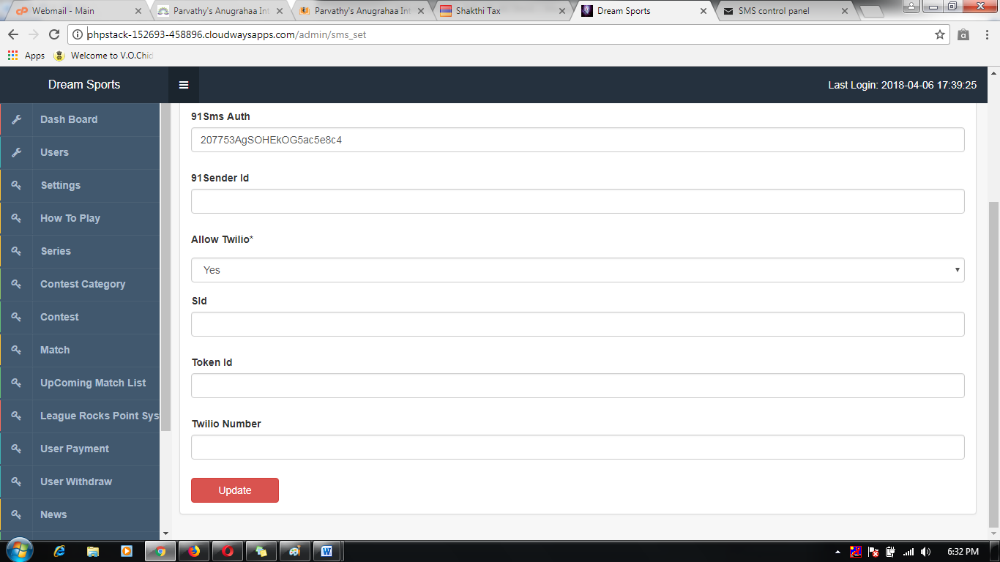 Webmail - Main
Parvathy's Anugrahaa Int
Parvathy's Anugrahaa Int
Shakthi Tax
Dream Sports
SMS control panel
phpstack-152693-458896.cloudwaysapps.com/admin/sms_set
Apps
Welcome to V.O.Chid
Dream Sports
Last Login: 2018-04-06 17:39:25
Dash Board
Users
Settings
How To Play
Series
Contest Category
Contest
Match
UpComing Match List
League Rocks Point Sys
User Payment
User Withdraw
News
91Sms Auth
207753AgSOHEkOG5ac5e8c4
91Sender Id
Allow Twilio*
Yes
SId
Token Id
Twilio Number
Update
6:32 PM